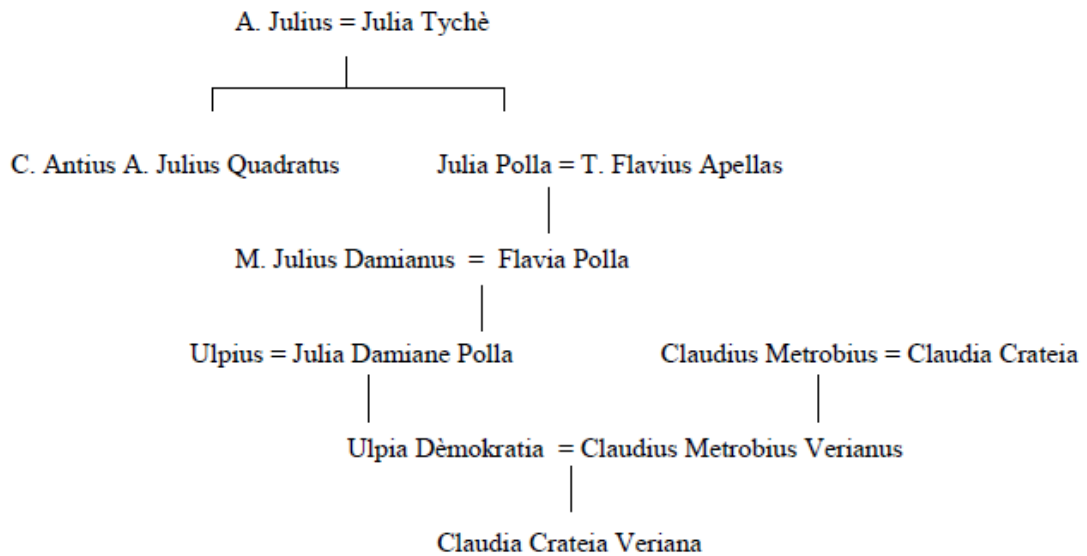 A. Julius = Julia Tychè
C. Antius A. Julius Quadratus Julia Polla = T. Flavius Apellas
M. Julius Damianus = Flavia Polla
Ulpius = Julia Damiane Polla Claudius Metrobius = Claudia Crateia
Ulpia Dèmokratia = Claudius Metrobius Verianus
Claudia Crateia Veriana